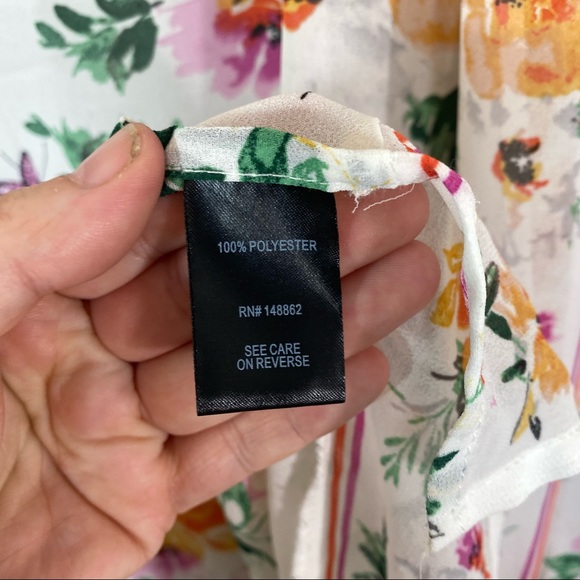 100% POLYESTER
RN# 148862
SEE CARE
ON REVERSE